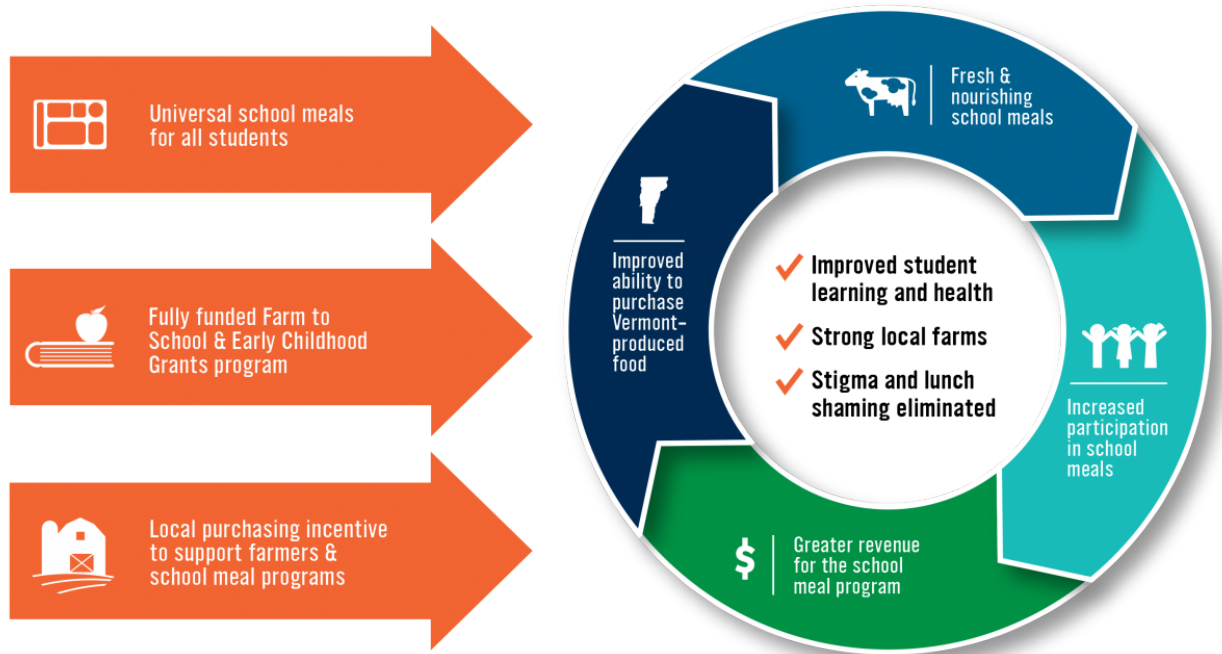 Universal school meals
for all students
Fully funded Farm to
School & Early Childhood
Grants program
Local purchasing incentive
to support farmers &
school meal programs
Fresh &
nourishing
school meals
Increased
participation
in school
meals
$
Greater revenue
for the school
meal program
Improved
ability to
purchase
Vermont–
produced
food
Improved student
learning and health
Strong local farms
Stigma and lunch
shaming eliminated